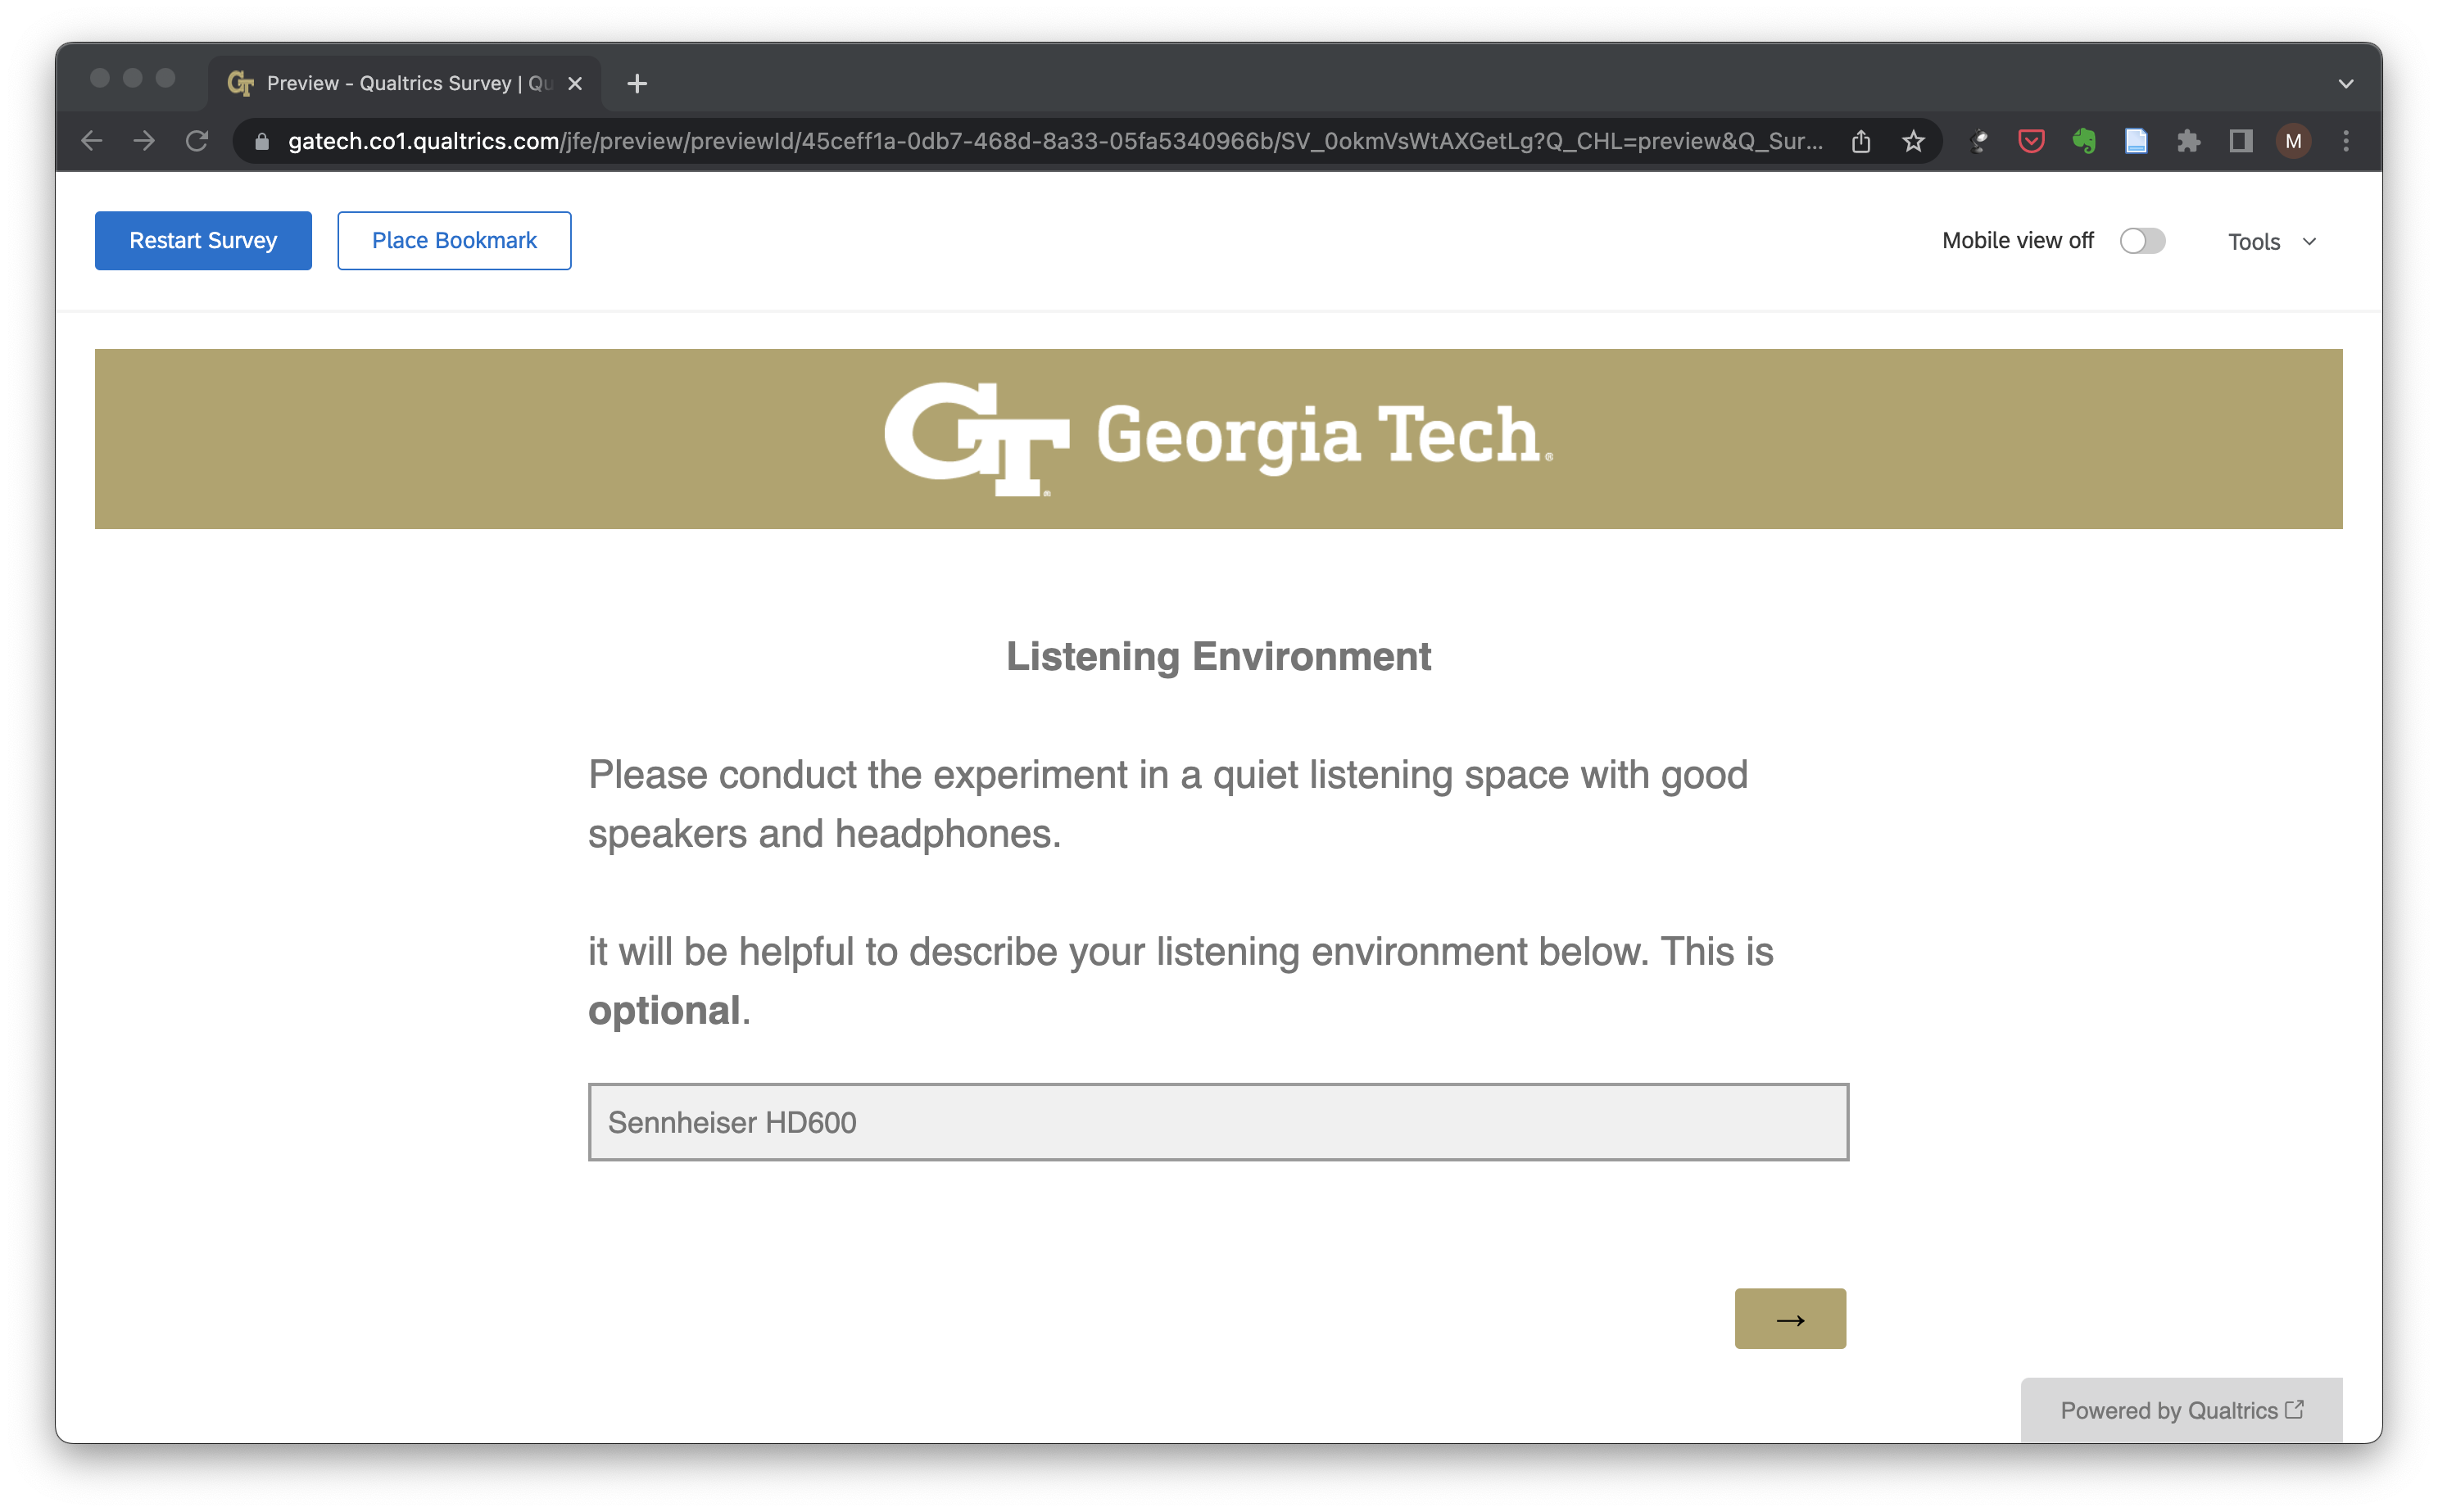 Preview - Qualtrics Survey | Qu
gatech.co1.qualtrics.com/jfe/preview/previewId/45ceff1a-0db7-468d-8a33-05fa5340966b/SV_0okmVsWtAXGetLg?Q_CHL=preview&Q_Sur...
M
Restart Survey
Place Bookmark
Mobile view off
Tools
GT Georgia Tech
Listening Environment
Please conduct the experiment in a quiet listening space with good
speakers and headphones.
it will be helpful to describe your listening environment below. This is
optional.
Sennheiser HD600
→
Powered by Qualtrics